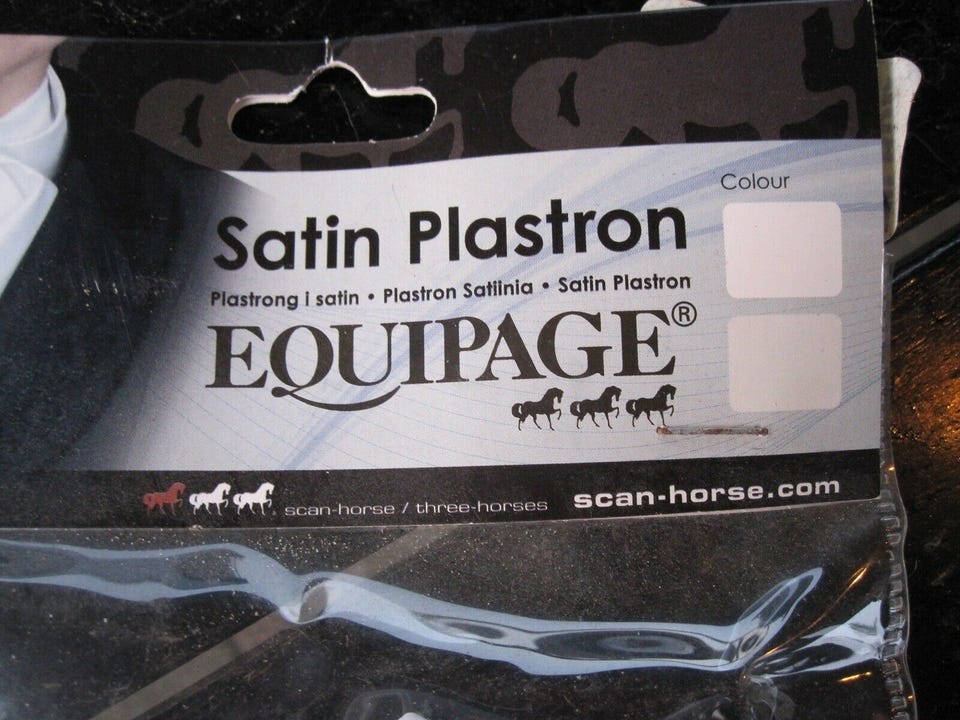 Colour
Satin Plastron
Plastrong i satin • Plastron Satiinia • Satin Plastron
EQUIPAGE®
scan-horse / three-horses scan-horse.com